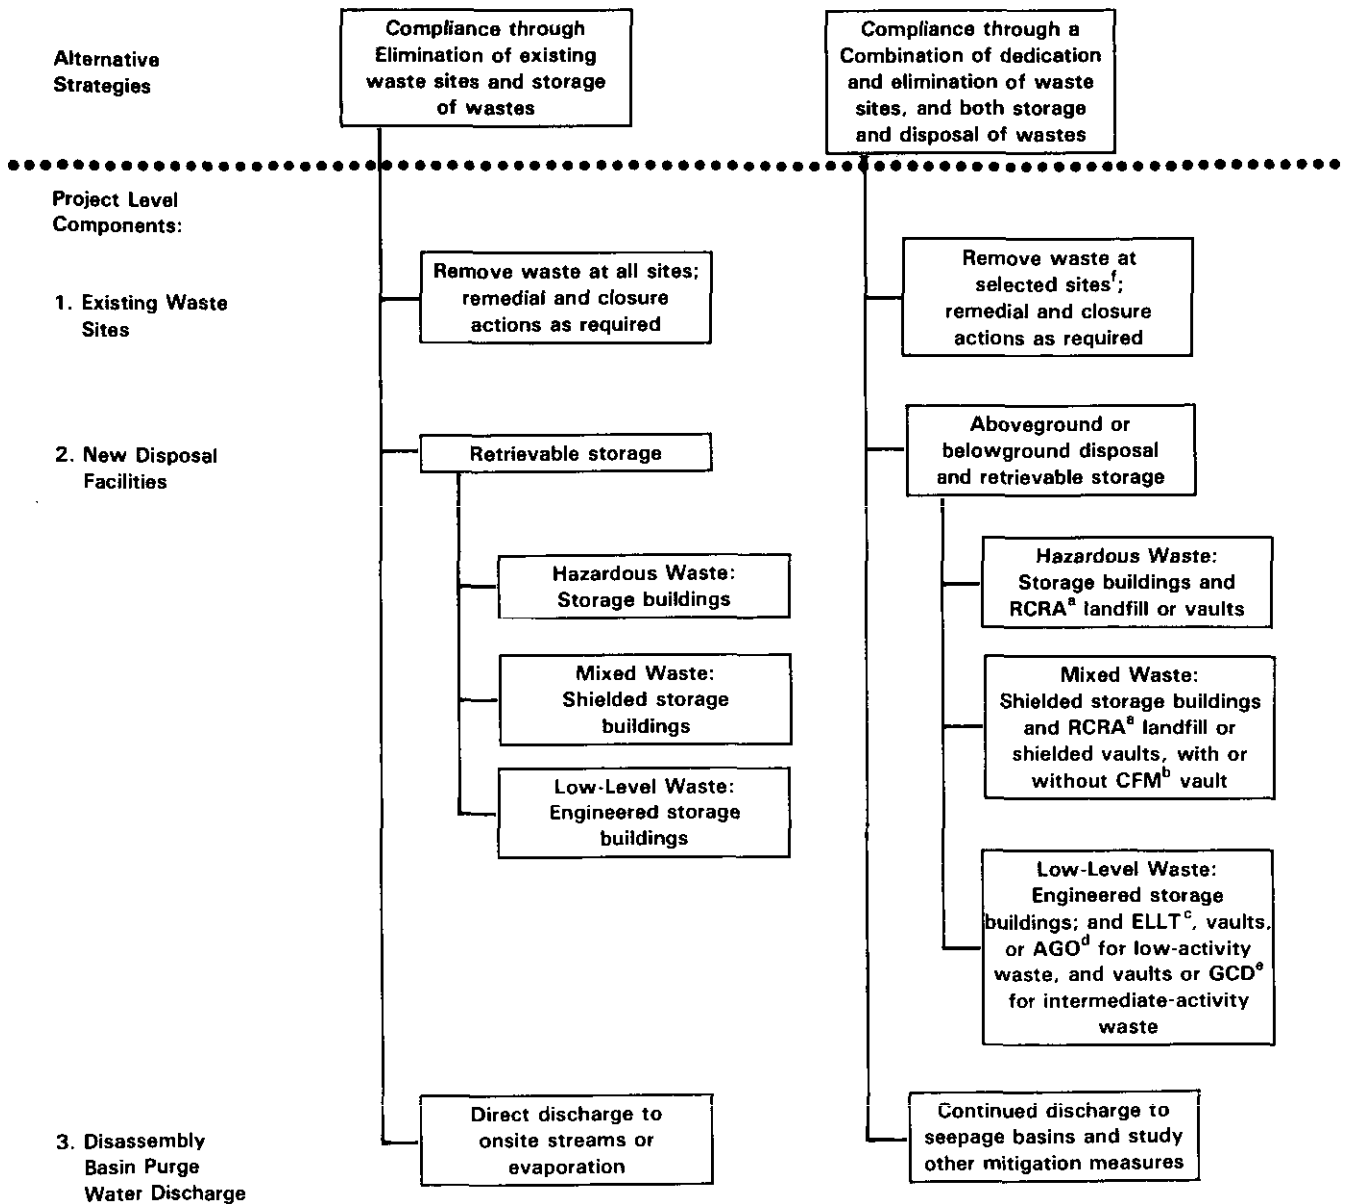 Alternative
Strategies
Compliance through
Elimination of existing
waste sites and storage
of wastes
Compliance through a
Combination of dedication
and elimination of waste
sites, and both storage
and disposal of wastes
Project Level
Components:
1. Existing Waste
Sites
Remove waste at all sites;
remedial and closure
actions as required
Remove waste at
selected sites^f;
remedial and closure
actions as required
2. New Disposal
Facilities
Retrievable storage
Aboveground or
belowground disposal
and retrievable storage
Hazardous Waste:
Storage buildings
Hazardous Waste:
Storage buildings and
RCRA^a landfill or vaults
Mixed Waste:
Shielded storage
buildings
Mixed Waste:
Shielded storage buildings
and RCRA^a landfill or
shielded vaults, with or
without CFM^b vault
Low-Level Waste:
Engineered storage
buildings
Low-Level Waste:
Engineered storage
buildings; and ELLT^c, vaults,
or AGO^d for low-activity
waste, and vaults or GCD^e
for intermediate-activity
waste
3. Disassembly
Basin Purge
Water Discharge
Direct discharge to
onsite streams or
evaporation
Continued discharge to
seepage basins and study
other mitigation measures